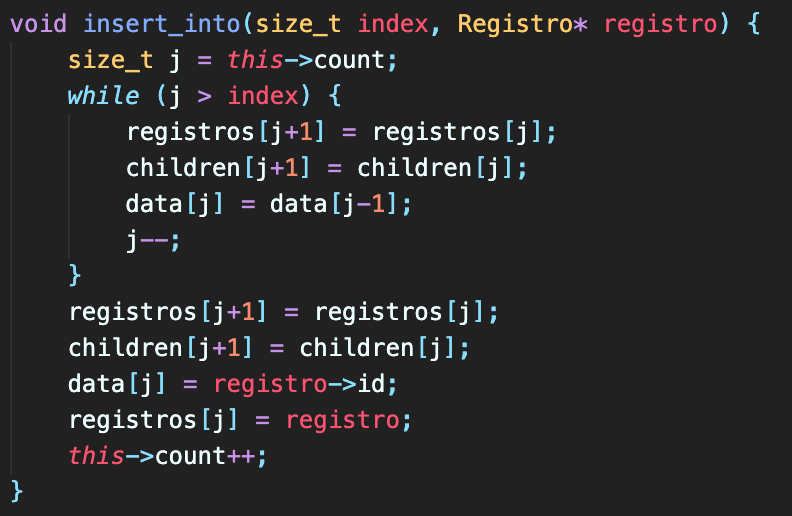 void insert_into(size_t index, Registro* registro) {
    size_t j = this->count;
    while (j > index) {
        registros[j+1] = registros[j];
        children[j+1] = children[j];
        data[j] = data[j-1];
        j--;
    }
    registros[j+1] = registros[j];
    children[j+1] = children[j];
    data[j] = registro->id;
    registros[j] = registro;
    this->count++;
}